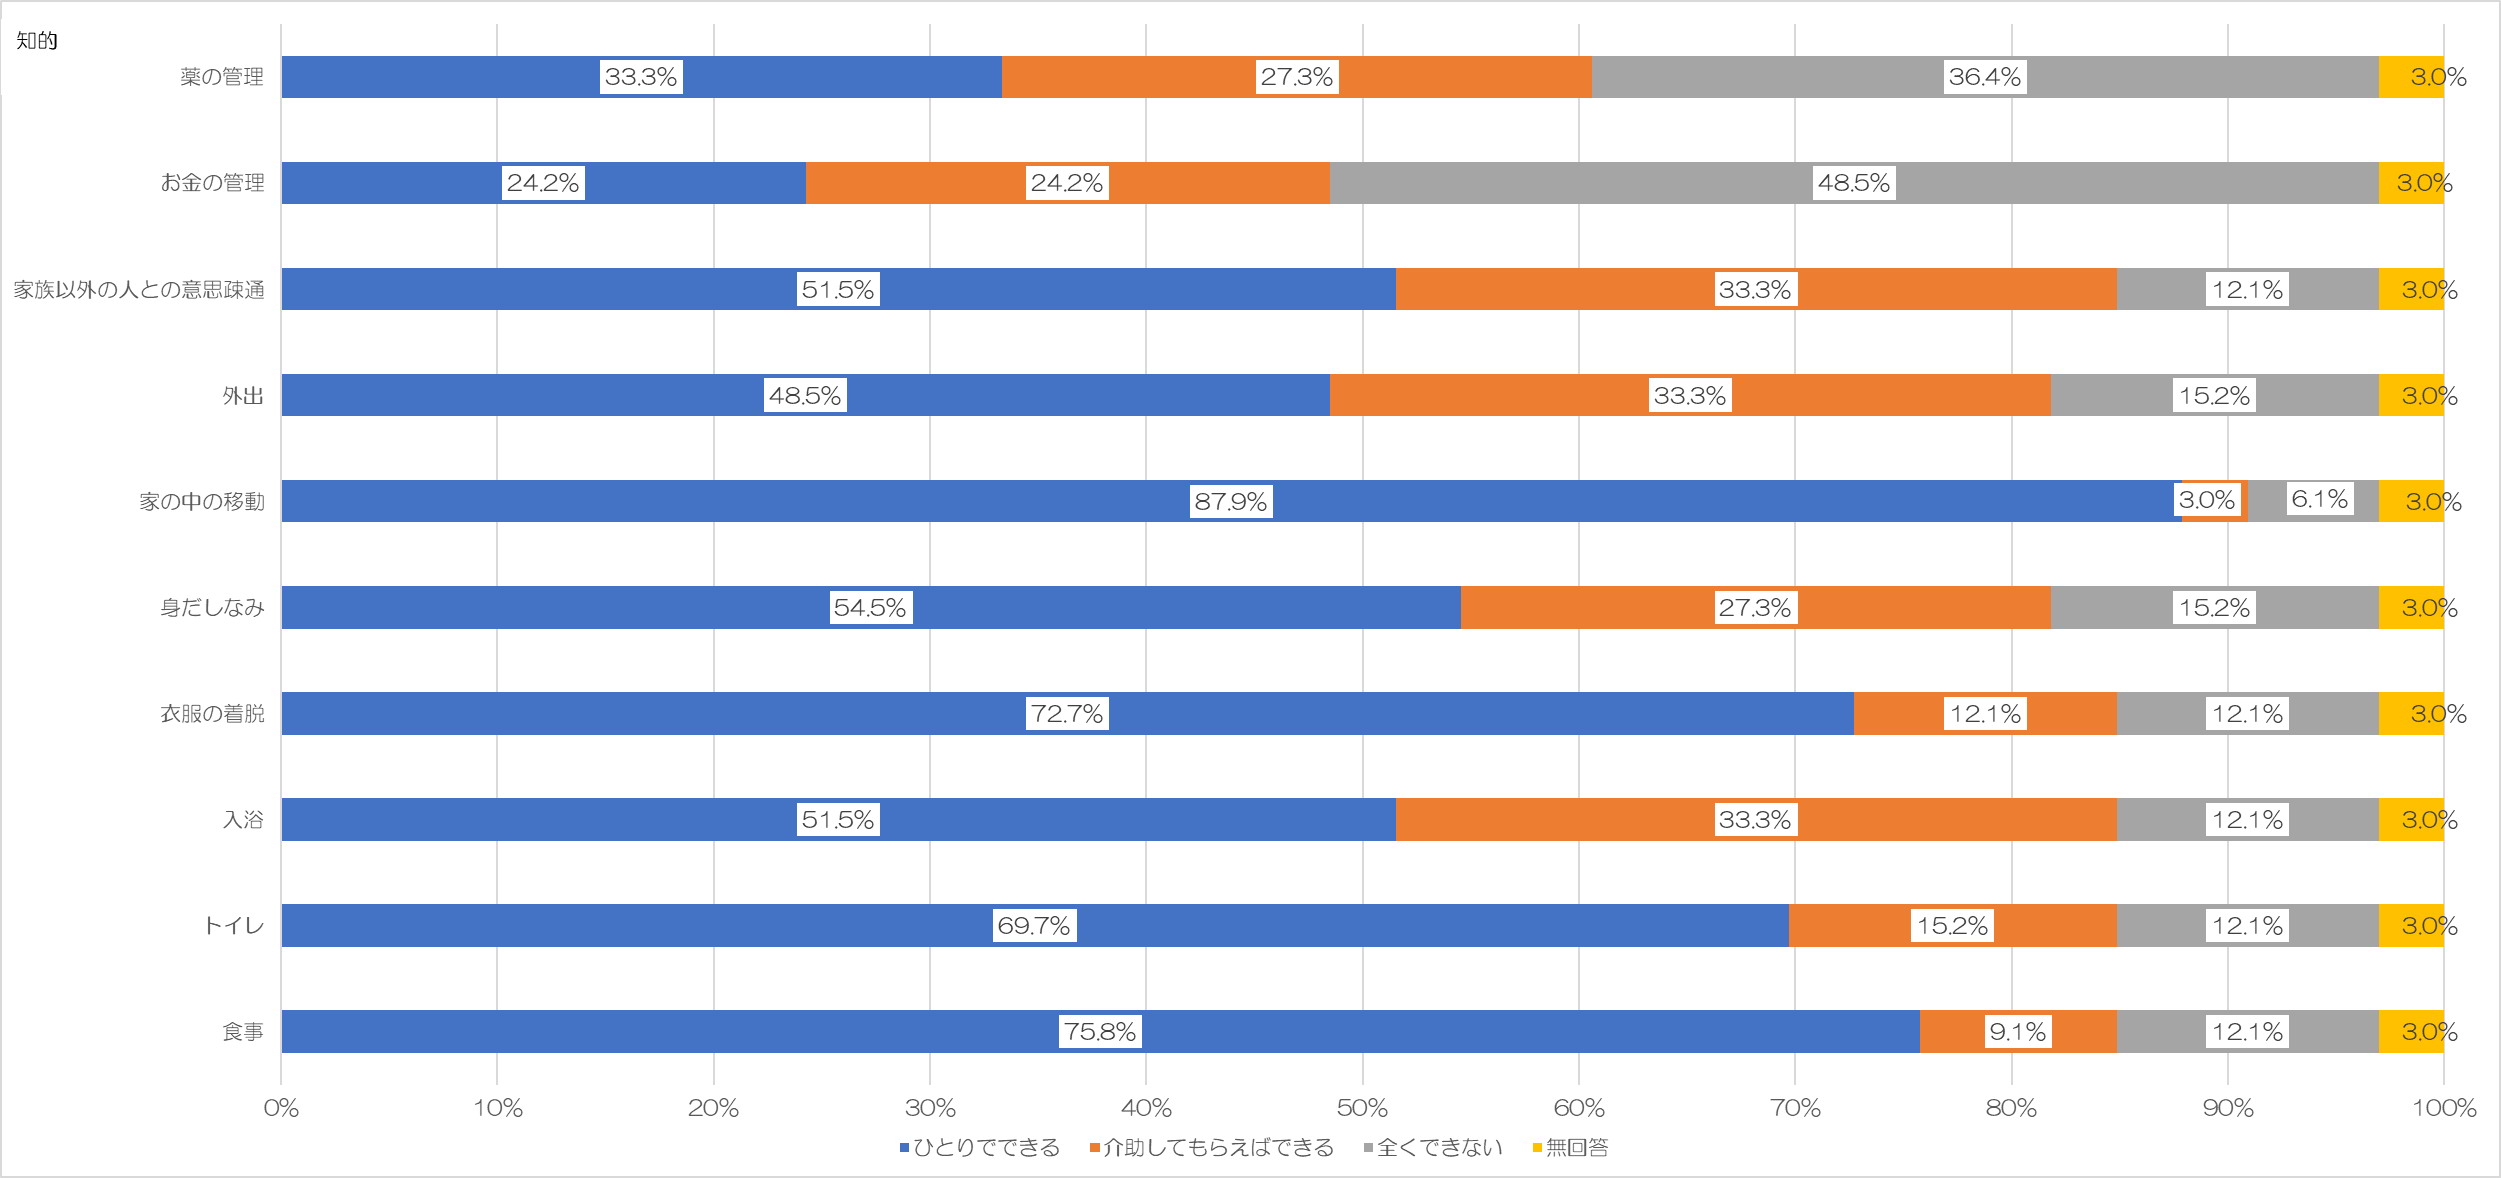 知的
薬の管理 33.3% 27.3% 36.4% 3.0%
お金の管理 24.2% 24.2% 48.5% 3.0%
家族以外の人との意思疎通 51.5% 33.3% 12.1% 3.0%
外出 48.5% 33.3% 15.2% 3.0%
家の中の移動 87.9% 3.0% 6.1% 3.0%
身だしなみ 54.5% 27.3% 15.2% 3.0%
衣服の着脱 72.7% 12.1% 12.1% 3.0%
入浴 51.5% 33.3% 12.1% 3.0%
トイレ 69.7% 15.2% 12.1% 3.0%
食事 75.8% 9.1% 12.1% 3.0%
0% 10% 20% 30% 40% 50% 60% 70% 80% 90% 100%
ひとりでできる 介助してもらえばできる 全くできない 無回答